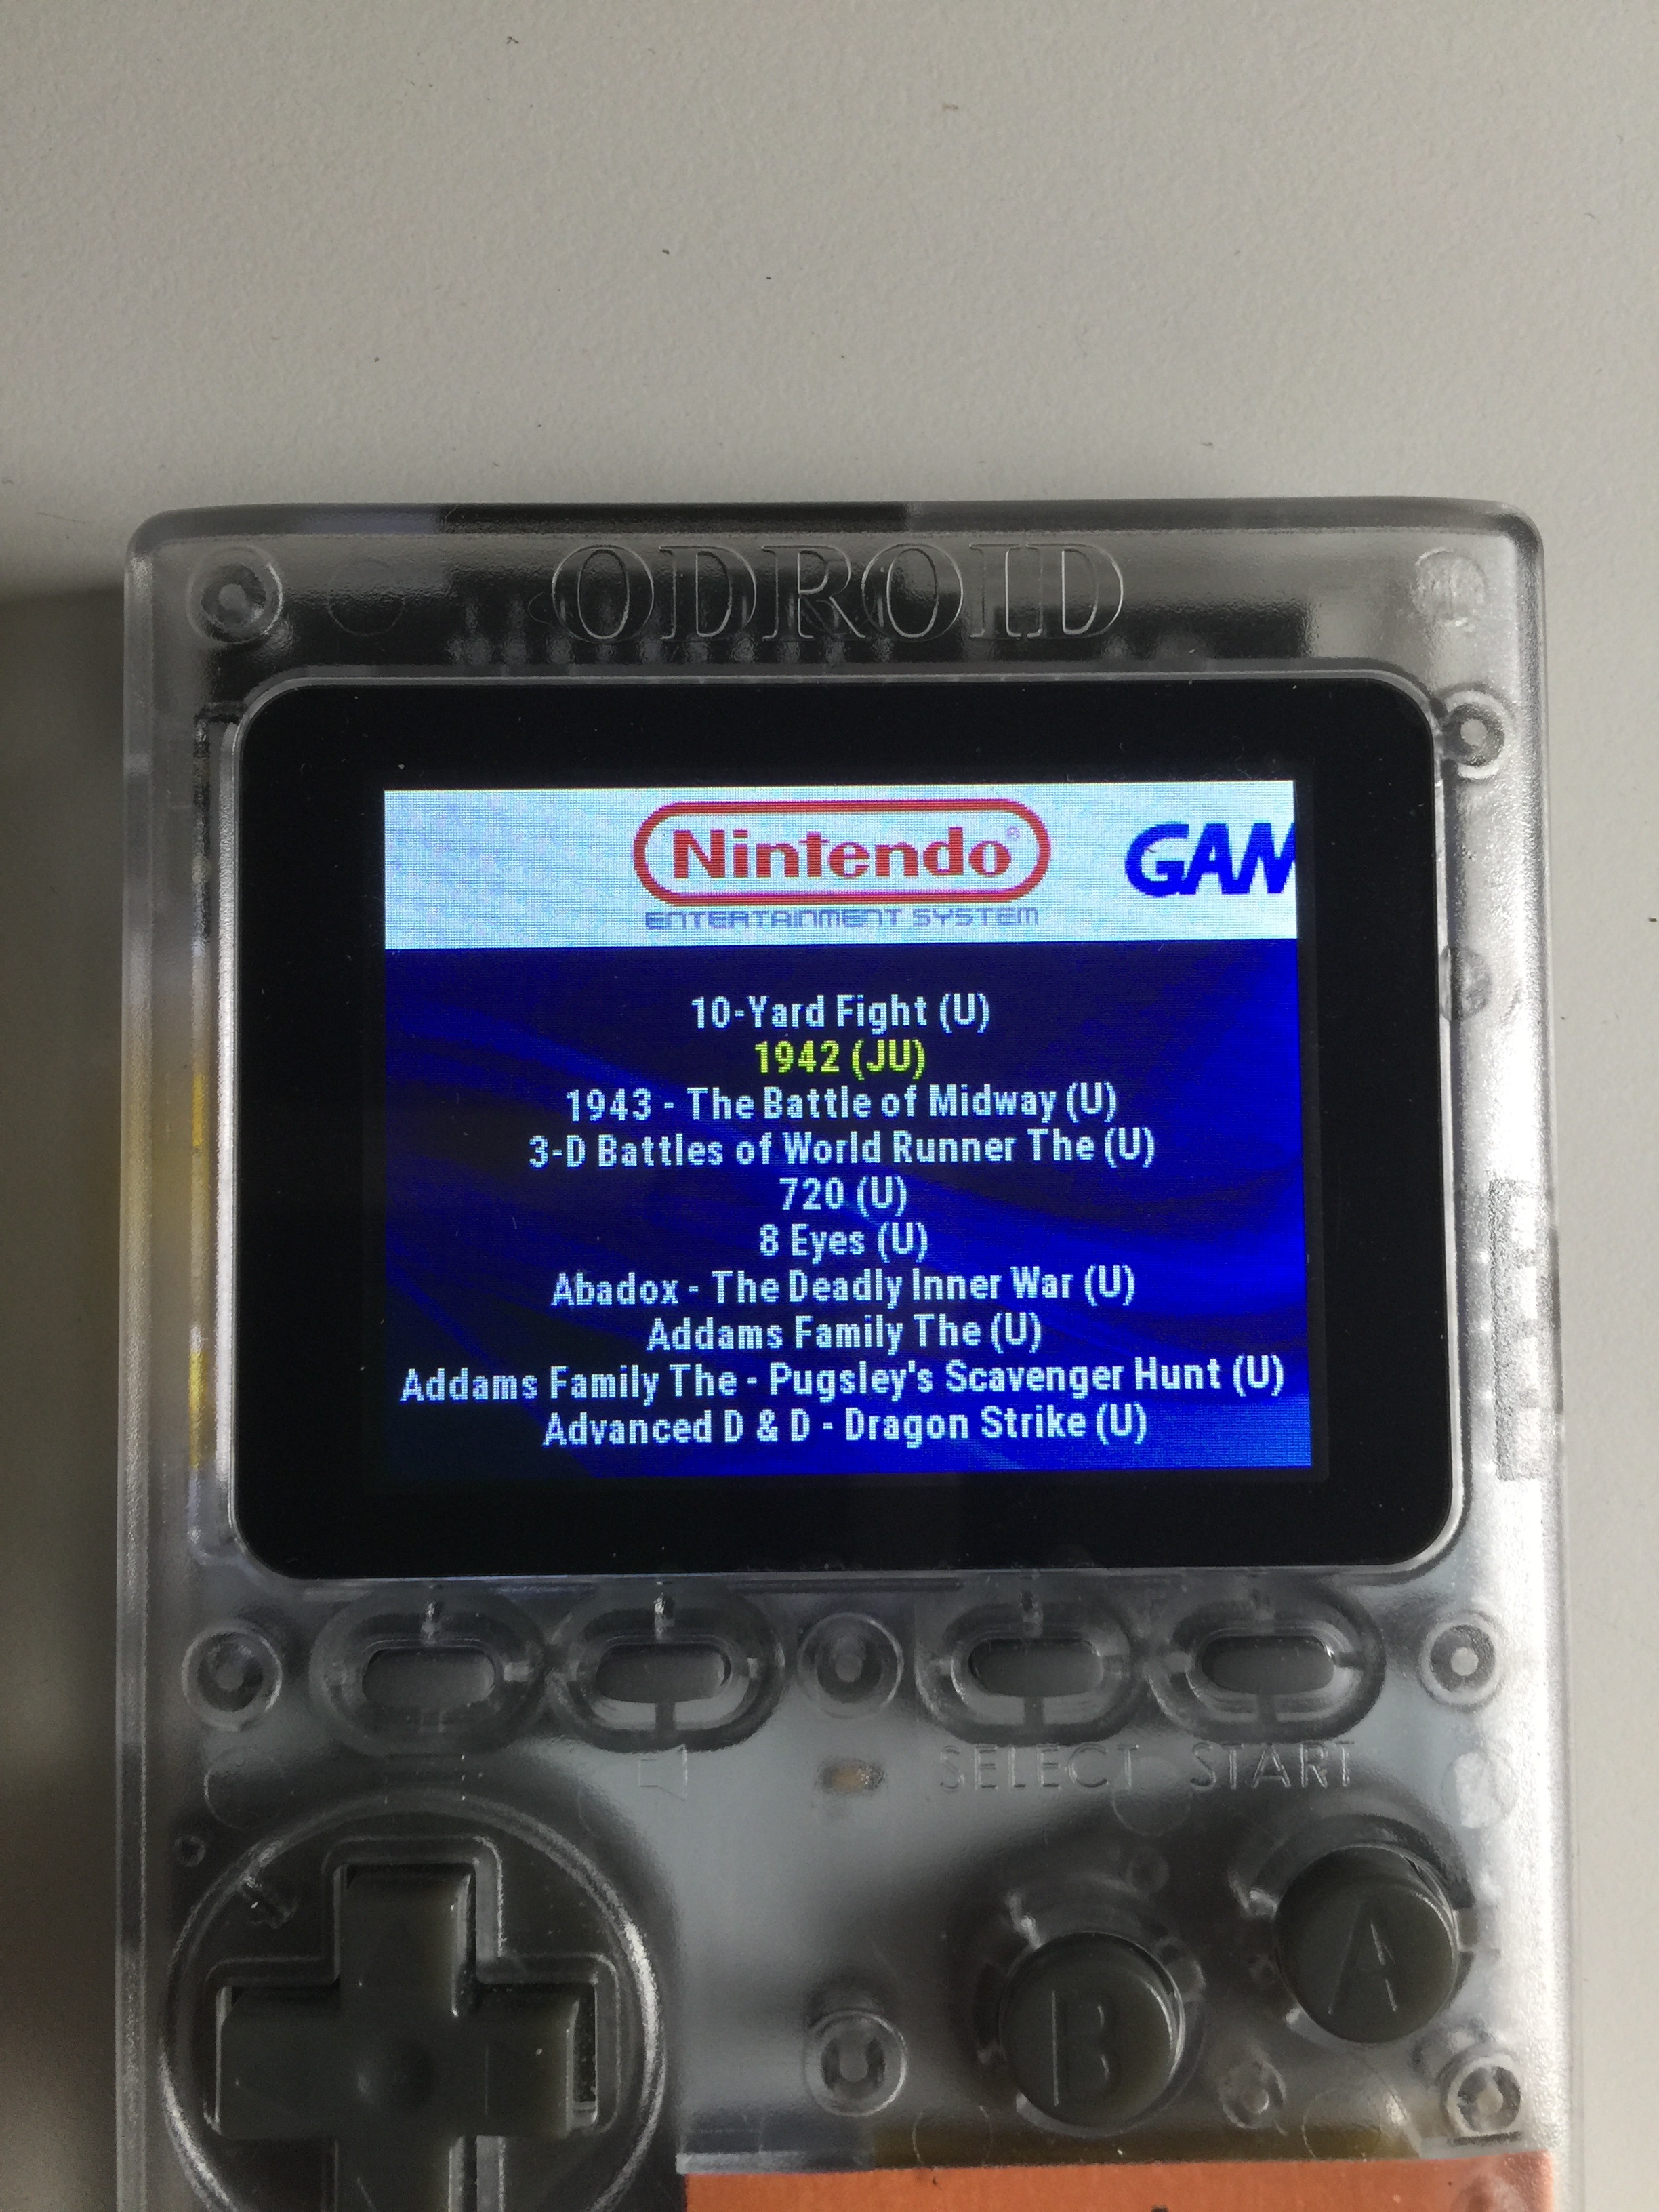 ODROID
Nintendo®
ENTERTAINMENT SYSTEM
GAM
10-Yard Fight (U)
1942 (JU)
1943 - The Battle of Midway (U)
3-D Battles of World Runner The (U)
720 (U)
8 Eyes (U)
Abadox - The Deadly Inner War (U)
Addams Family The (U)
Addams Family The - Pugsley's Scavenger Hunt (U)
Advanced D & D - Dragon Strike (U)
SELECT START
A
B